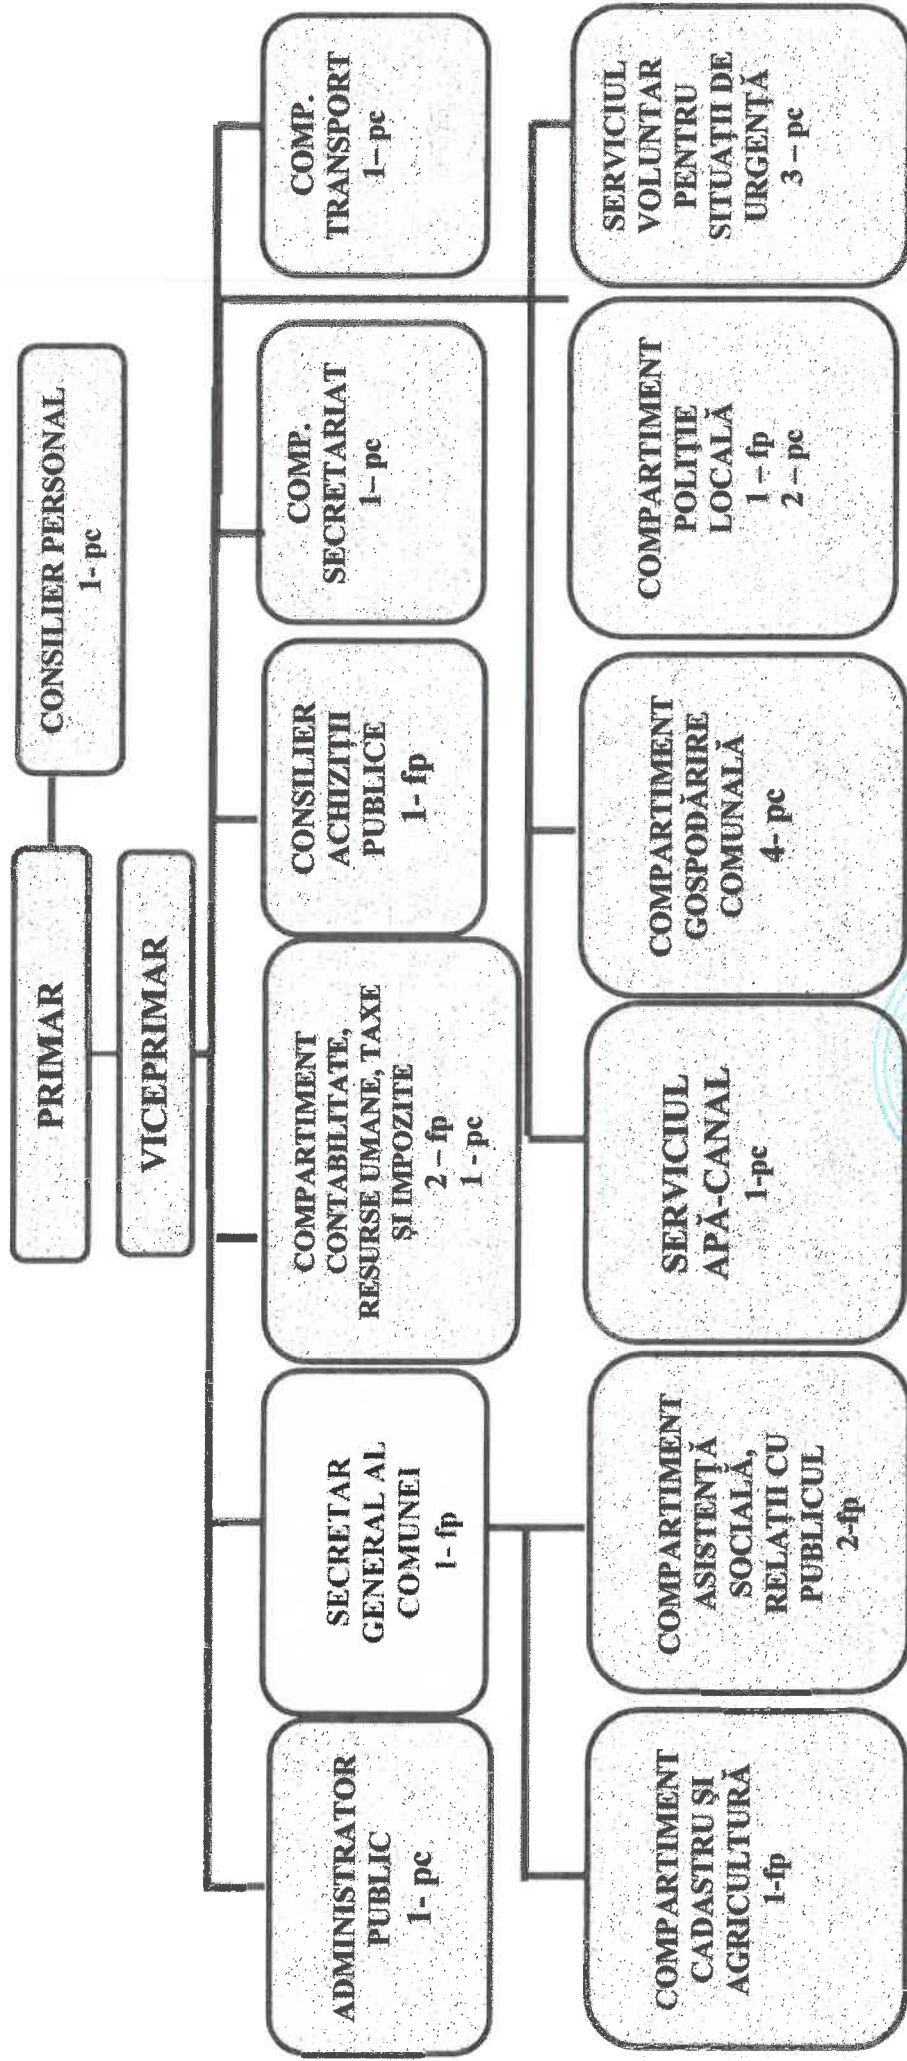 PRIMAR
CONSILIER PERSONAL
1- pc
VICEPRIMAR
ADMINISTRATOR
PUBLIC
1- pc
SECRETAR
GENERAL AL
COMUNEI
1- fp
COMPARTIMENT
CONTABILITATE,
RESURSE UMANE, TAXE
ȘI IMPOZITE
2 – fp
1 - pc
CONSILIER
ACHIZIȚII
PUBLICE
1- fp
COMP.
SECRETARIAT
1– pc
COMP.
TRANSPORT
1– pc
COMPARTIMENT
CADASTRU ȘI
AGRICULTURĂ
1-fp
COMPARTIMENT
ASISTENȚĂ
SOCIALĂ,
RELAȚII CU
PUBLICUL
2-fp
SERVICIUL
APĂ-CANAL
1-pc
COMPARTIMENT
GOSPODĂRIRE
COMUNALĂ
4- pc
COMPARTIMENT
POLIȚIE
LOCALĂ
1 – fp
2 – pc
SERVICIUL
VOLUNTAR
PENTRU
SITUAȚII DE
URGENȚĂ
3 – pc